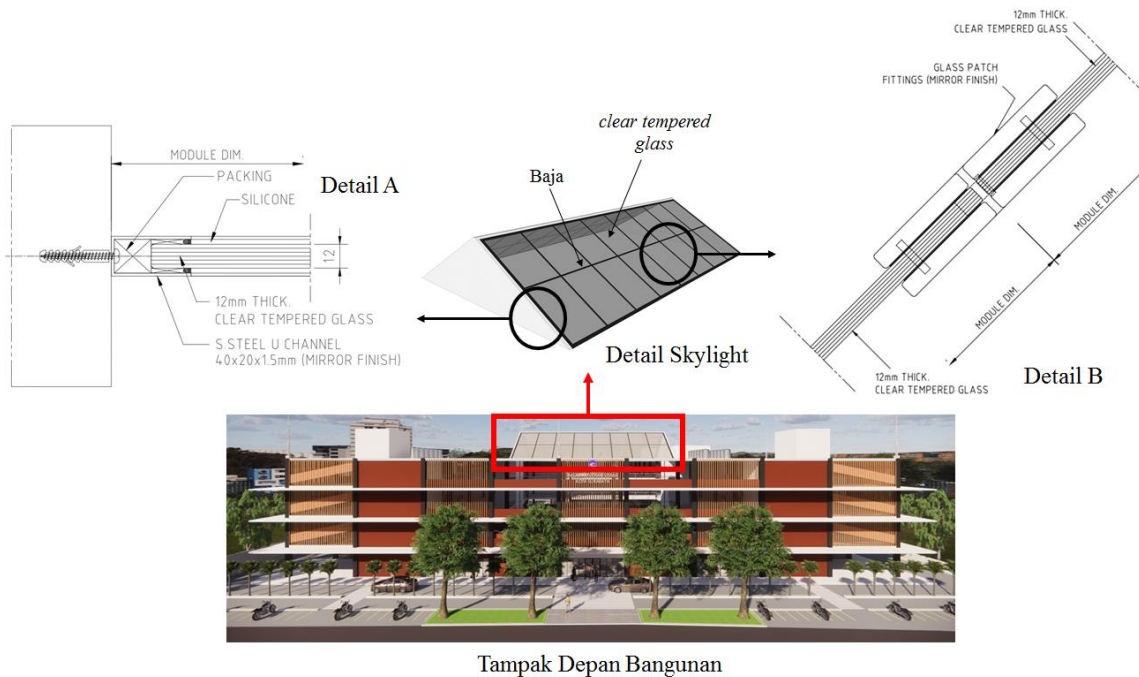 MODULE DIM.
PACKING
SILICONE
Detail A
12
12mm THICK.
CLEAR TEMPERED GLASS
S.STEEL U CHANNEL
40x20x1.5mm (MIRROR FINISH)
clear tempered
glass
Baja
Detail Skylight
12mm THICK.
CLEAR TEMPERED GLASS
GLASS PATCH
FITTINGS (MIRROR FINISH)
MODULE DIM.
MODULE DIM.
12mm THICK.
CLEAR TEMPERED GLASS
Detail B
Tampak Depan Bangunan